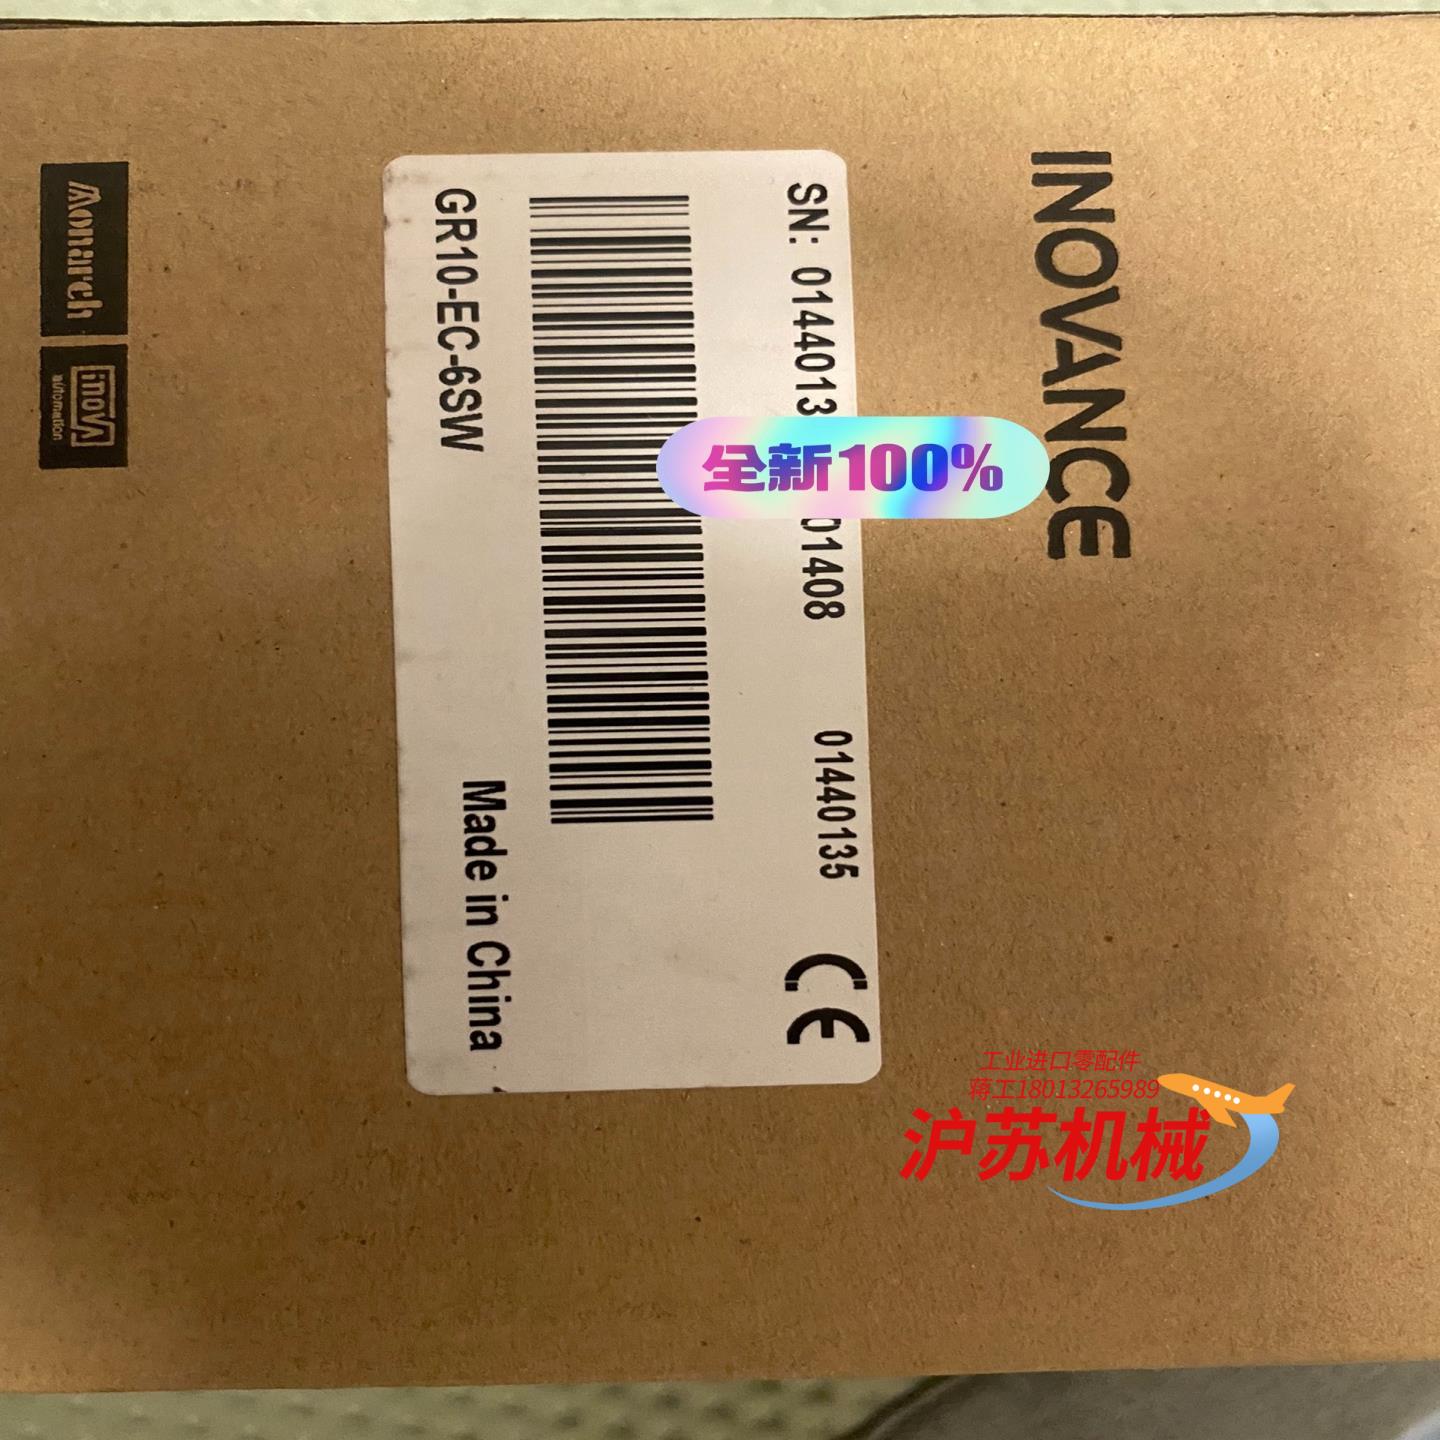 INOVANCE
SN: 0144013 01408
01440135
CE
GR10-EC-6SW
Made in China
Monarch
inova
automation
全新100%
工业进口零配件
蒋工18013265989
沪苏机械